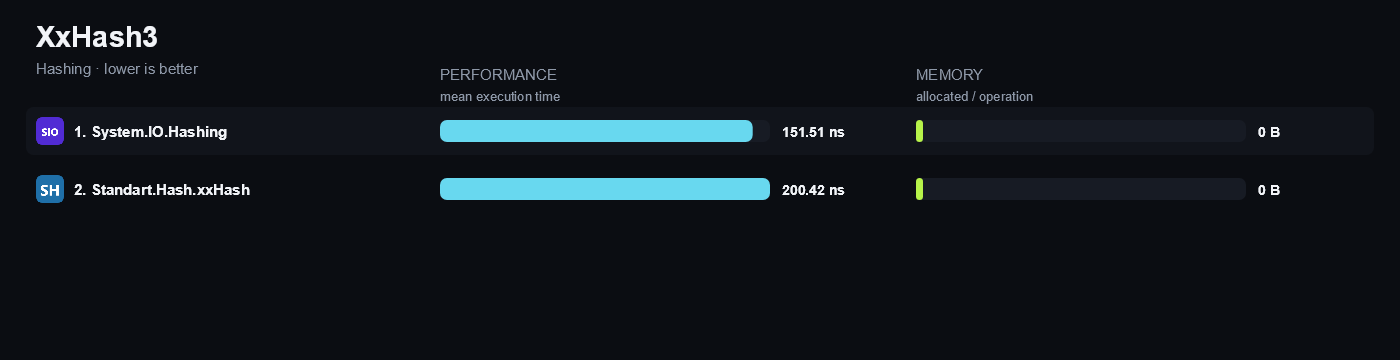 XxHash3
Hashing · lower is better
PERFORMANCE
mean execution time
MEMORY
allocated / operation
SIO 1. System.IO.Hashing 151.51 ns 0 B
SH 2. Standart.Hash.xxHash 200.42 ns 0 B